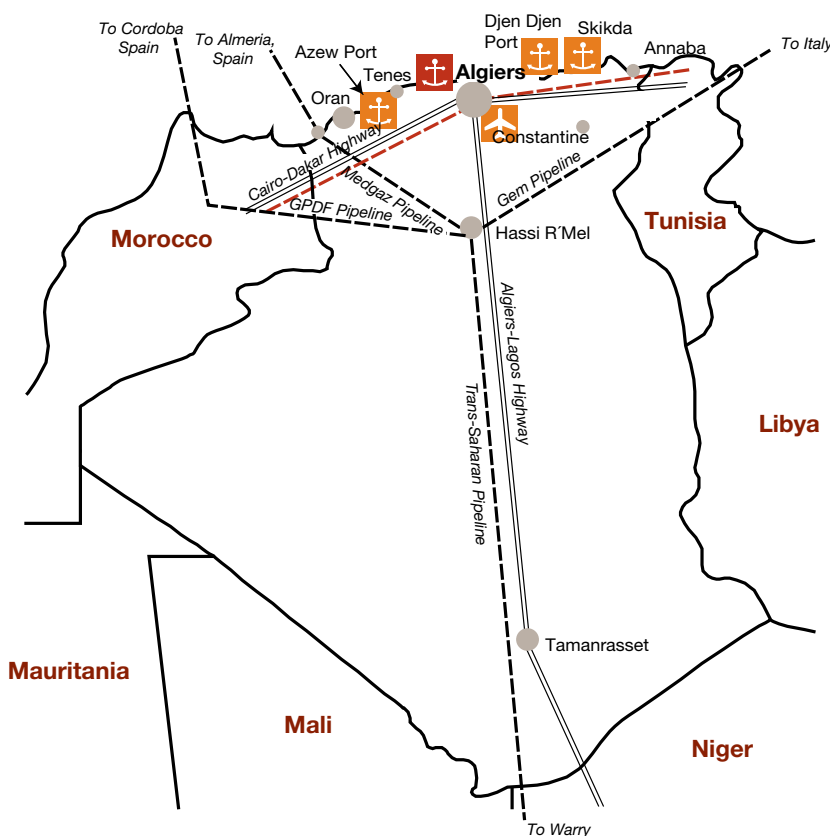 To Cordoba
Spain
To Almeria,
Spain
Djen Djen
Port
Skikda
Annaba
To Italy
Azew Port
Tenes
Algiers
Oran
Constantine
Cairo-Dakar Highway
Medgaz Pipeline
GPDF Pipeline
Gem Pipeline
Morocco
Hassi R´Mel
Tunisia
Algiers-Lagos Highway
Trans-Saharan Pipeline
Libya
Tamanrasset
Mauritania
Mali
Niger
To Warry